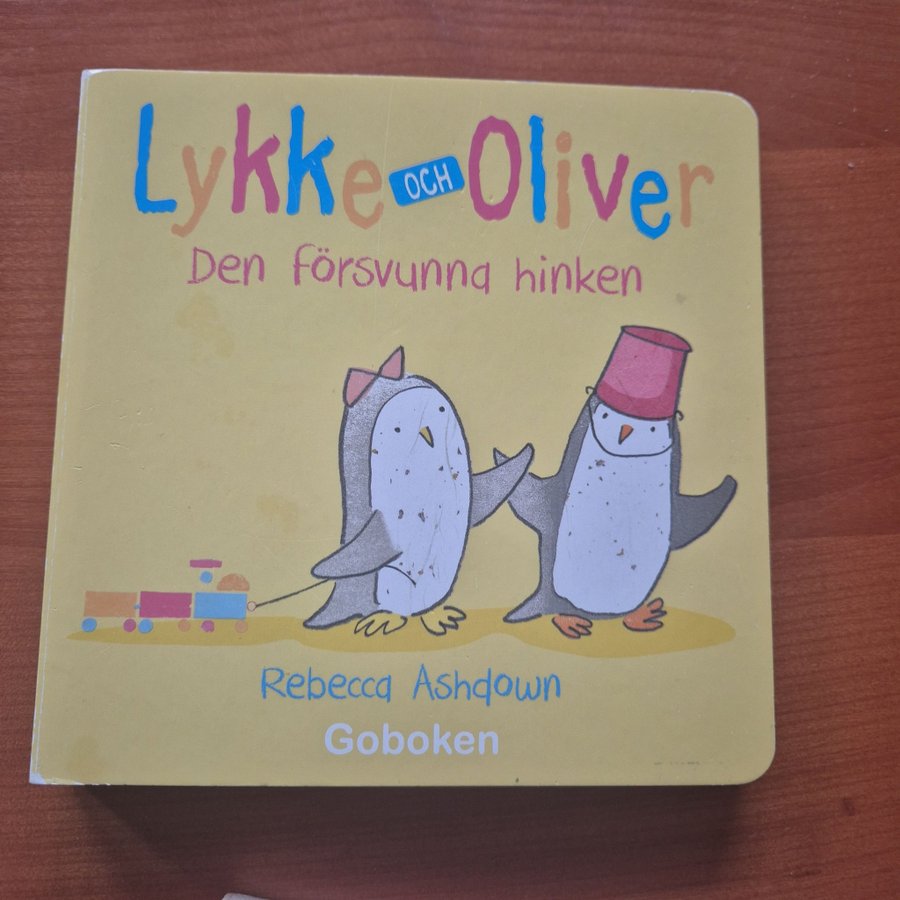 Lykke OCH Oliver
Den försvunna hinken
Rebecca Ashdown
Goboken